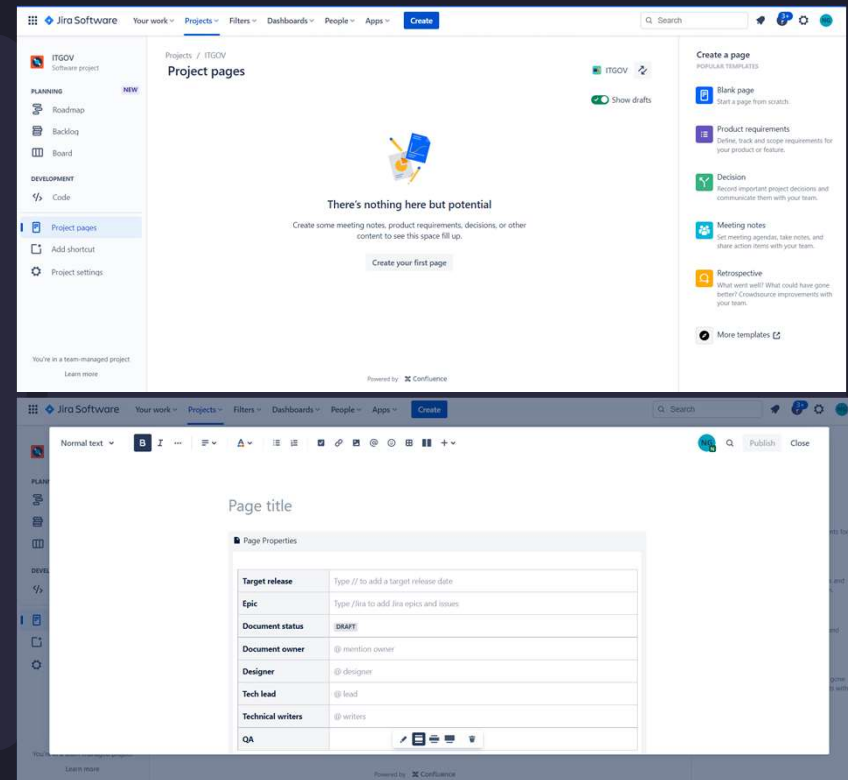 Jira Software Your work Projects Filters Dashboards People Apps Create Search 3+ NG
ITGOV
Software project
PLANNING NEW
Roadmap
Backlog
Board
DEVELOPMENT
Code
Project pages
Add shortcut
Project settings
You're in a team-managed project
Learn more
Projects / ITGOV
Project pages
ITGOV
Show drafts
There's nothing here but potential
Create some meeting notes, product requirements, decisions, or other
content to see this space fill up.
Create your first page
Powered by Confluence
Create a page
POPULAR TEMPLATES
Blank page
Start a page from scratch.
Product requirements
Define, track and scope requirements for
your product or feature.
Decision
Record important project decisions and
communicate them with your team.
Meeting notes
Set meeting agendas, take notes, and
share action items with your team.
Retrospective
What went well? What could have gone
better? Crowdsource improvements with
your team.
More templates
Jira Software Your work Projects Filters Dashboards People Apps Create Search 3+
Normal text B I NG Publish Close
Page title
Page Properties
Target release Type // to add a target release date
Epic Type /Jira to add Jira epics and issues
Document status DRAFT
Document owner @ mention owner
Designer @ designer
Tech lead @ lead
Technical writers @ writers
QA
Learn more
Powered by Confluence